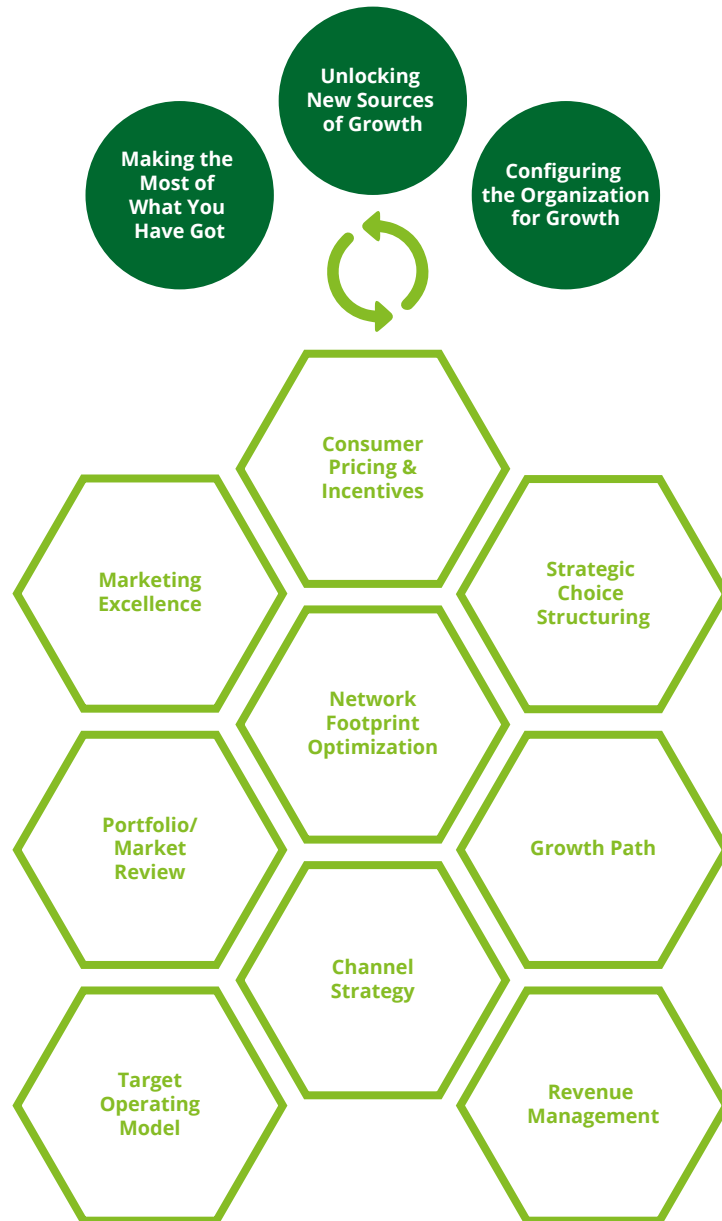 Unlocking
New Sources
of Growth
Making the
Most of
What You
Have Got
Configuring
the Organization
for Growth
Consumer
Pricing &
Incentives
Marketing
Excellence
Strategic
Choice
Structuring
Network
Footprint
Optimization
Portfolio/
Market
Review
Growth Path
Channel
Strategy
Target
Operating
Model
Revenue
Management